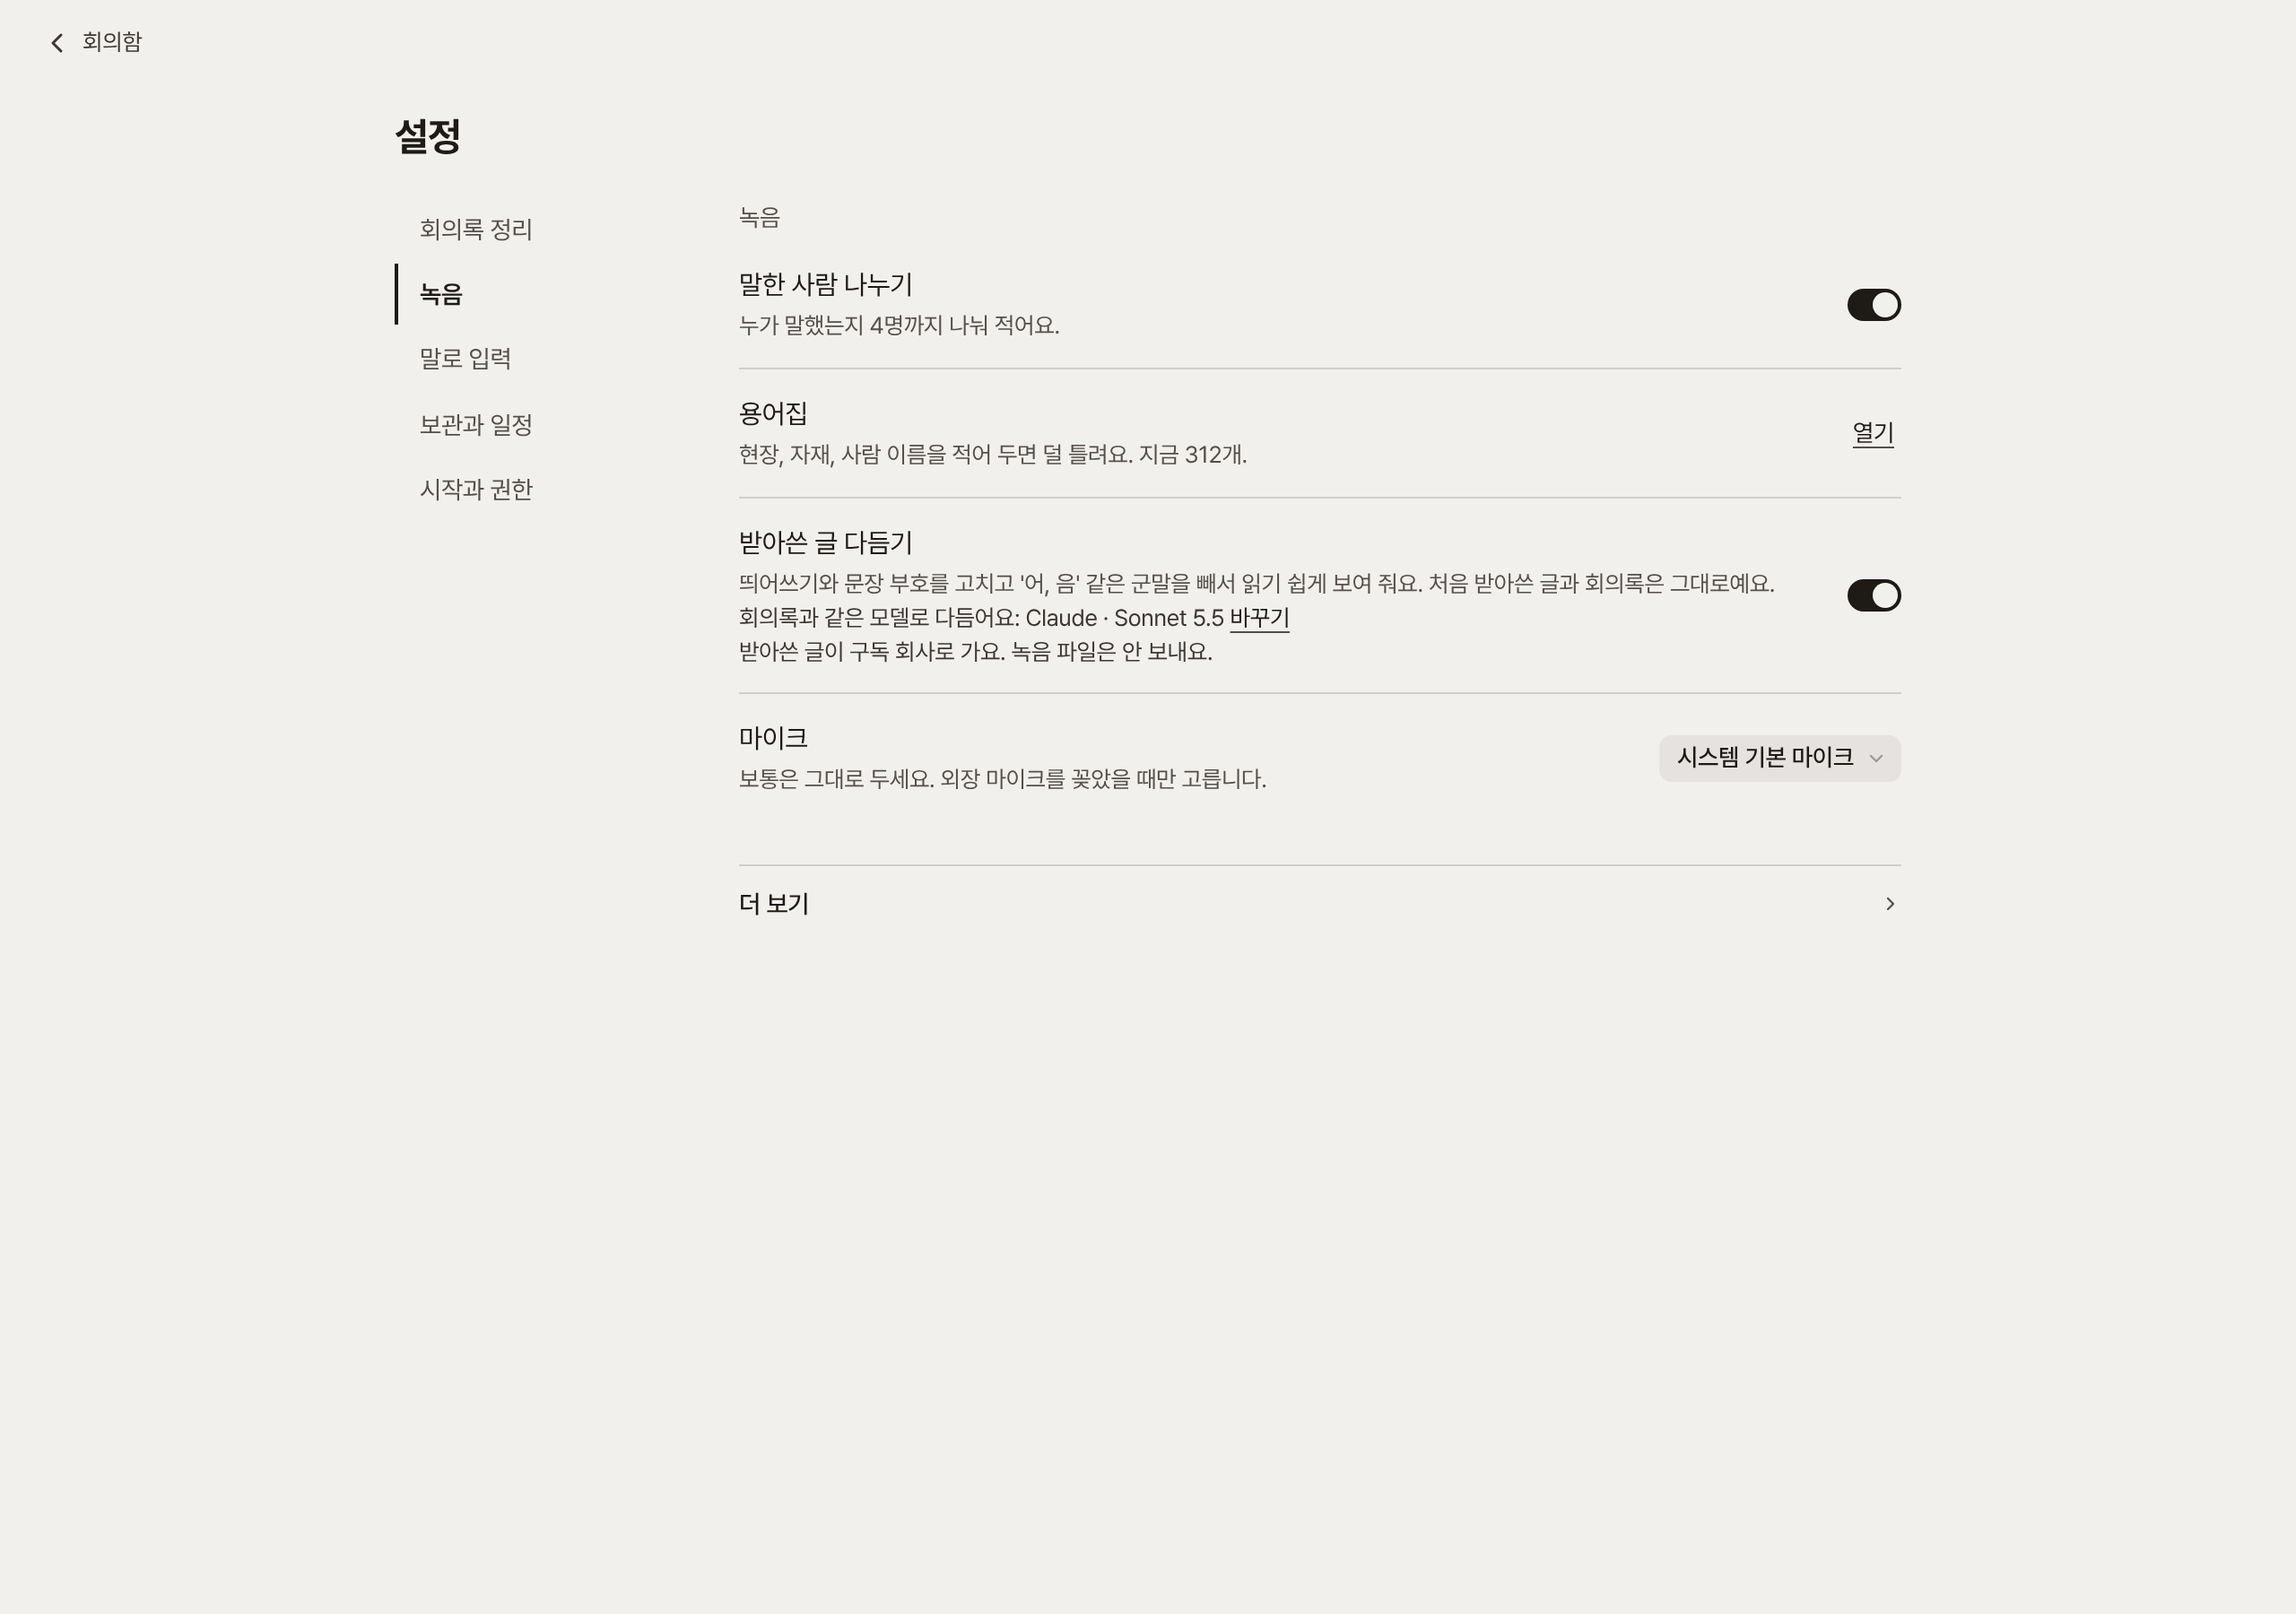 회의함
설정
회의록 정리
녹음
말로 입력
보관과 일정
시작과 권한
녹음
말한 사람 나누기
누가 말했는지 4명까지 나눠 적어요.
용어집
현장, 자재, 사람 이름을 적어 두면 덜 틀려요. 지금 312개.
열기
받아쓴 글 다듬기
띄어쓰기와 문장 부호를 고치고 '어, 음' 같은 군말을 빼서 읽기 쉽게 보여 줘요. 처음 받아쓴 글과 회의록은 그대로예요.
회의록과 같은 모델로 다듬어요: Claude · Sonnet 5.5 바꾸기
받아쓴 글이 구독 회사로 가요. 녹음 파일은 안 보내요.
마이크
보통은 그대로 두세요. 외장 마이크를 꽂았을 때만 고릅니다.
시스템 기본 마이크
더 보기